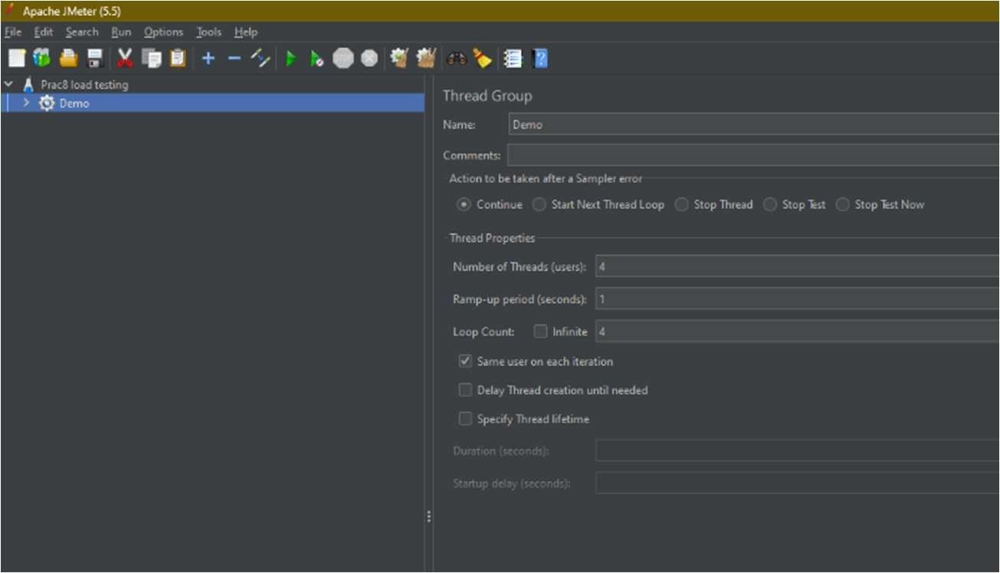 Apache JMeter (5.5)
File Edit Search Run Options Tools Help
Prac8 load testing
Demo
Thread Group
Name: Demo
Comments:
Action to be taken after a Sampler error
Continue Start Next Thread Loop Stop Thread Stop Test Stop Test Now
Thread Properties
Number of Threads (users): 4
Ramp-up period (seconds): 1
Loop Count: Infinite 4
Same user on each iteration
Delay Thread creation until needed
Specify Thread lifetime
Duration (seconds):
Startup delay (seconds):